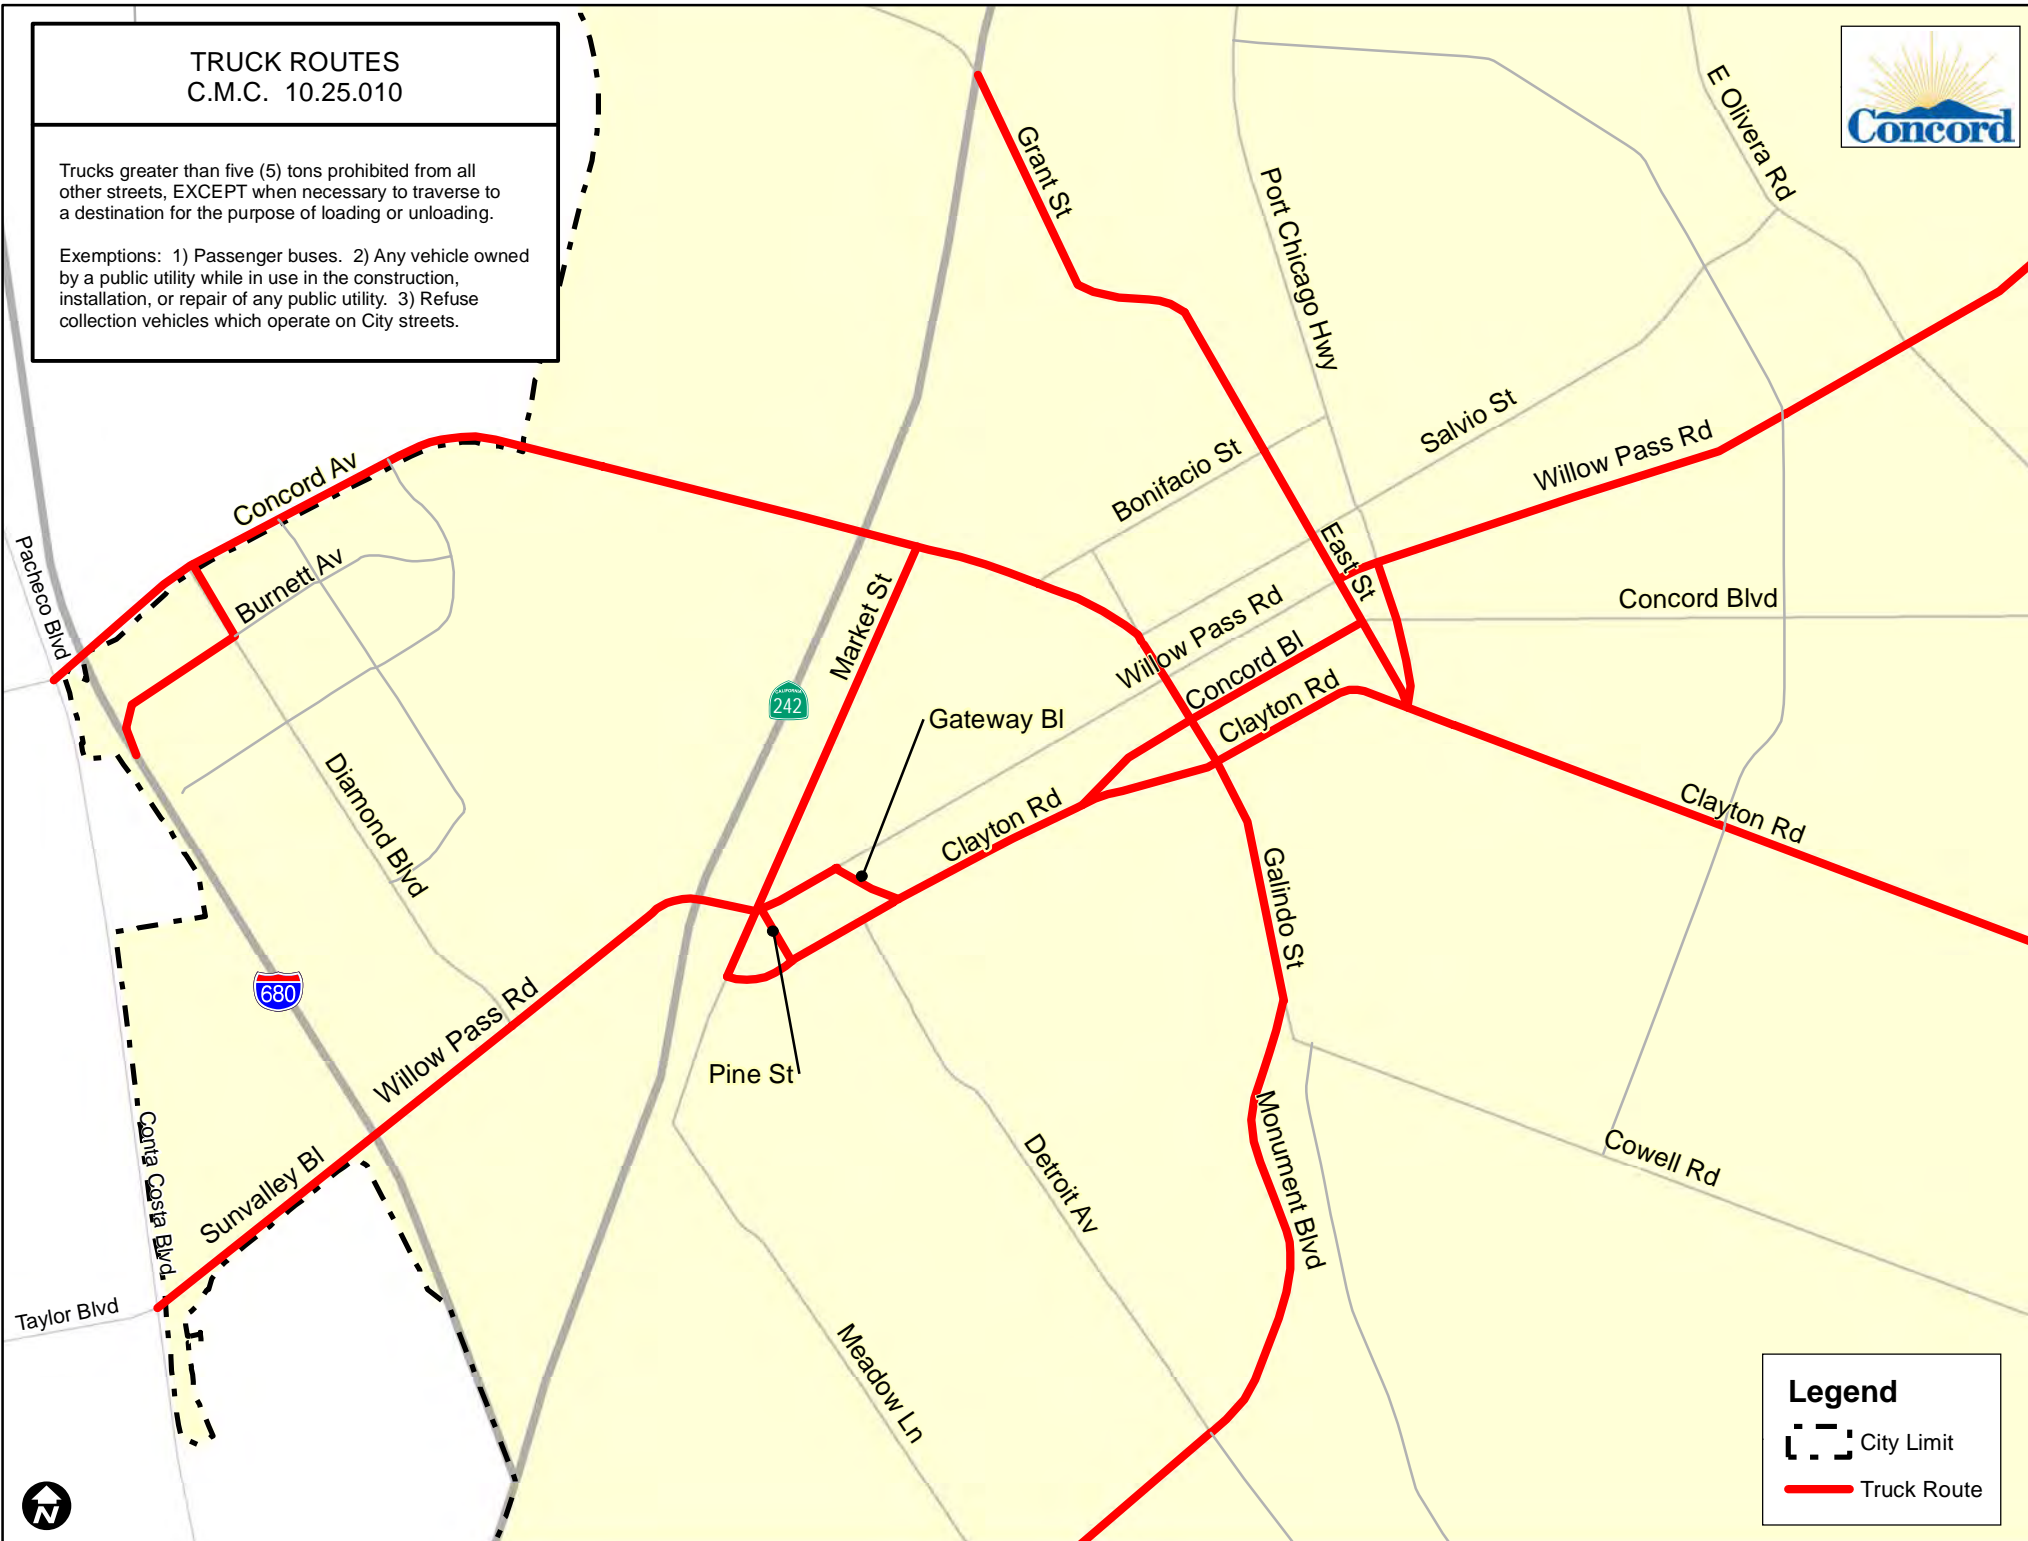 TRUCK ROUTES
C.M.C. 10.25.010
Trucks greater than five (5) tons prohibited from all
other streets, EXCEPT when necessary to traverse to
a destination for the purpose of loading or unloading.
Exemptions: 1) Passenger buses. 2) Any vehicle owned
by a public utility while in use in the construction,
installation, or repair of any public utility. 3) Refuse
collection vehicles which operate on City streets.
Concord
E Olivera Rd
Grant St
Port Chicago Hwy
Salvio St
Willow Pass Rd
Bonifacio St
Concord Av
East St
Burnett Av
Pacheco Blvd
Market St
Willow Pass Rd
Concord Blvd
Concord Bl
Clayton Rd
CALIFORNIA
242
Gateway Bl
Diamond Blvd
Clayton Rd
Clayton Rd
Galindo St
680
Willow Pass Rd
Pine St
Monument Blvd
Conta Costa Blvd
Sunvalley Bl
Detroit Av
Cowell Rd
Taylor Blvd
Meadow Ln
Legend
City Limit
Truck Route
N